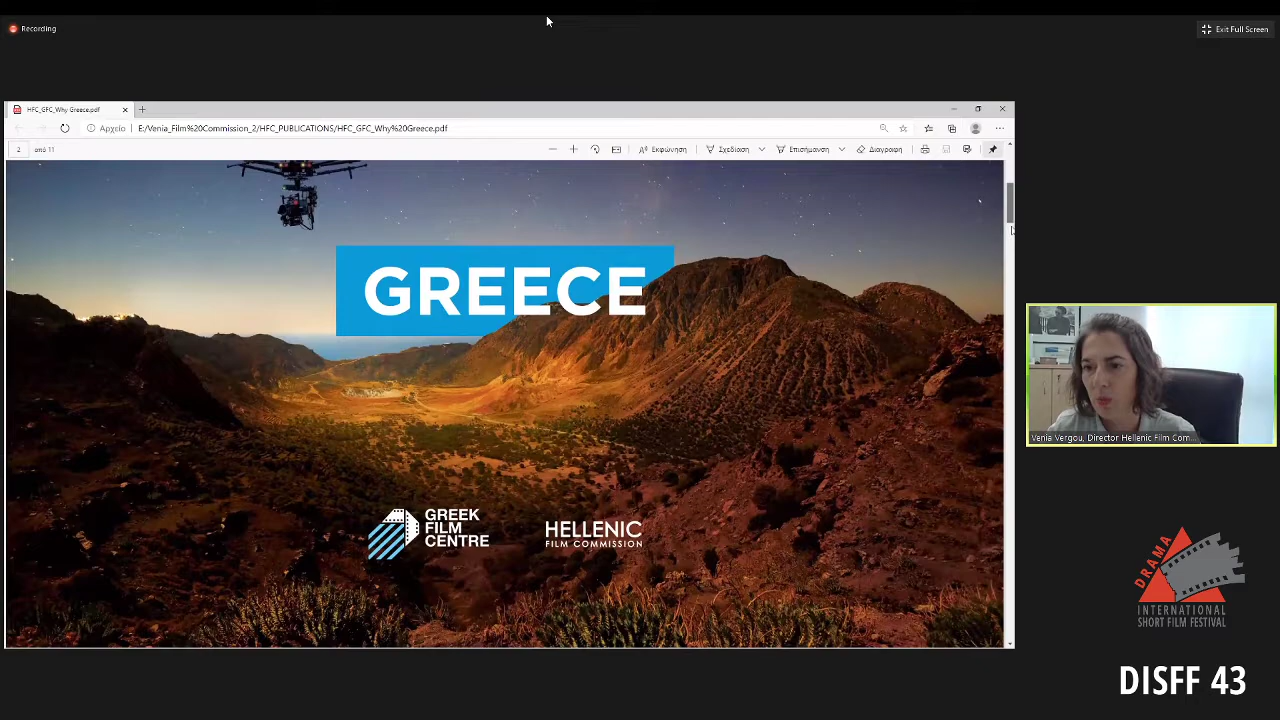 Recording
Exit Full Screen
HFC_GFC_Why Greece.pdf
Αρχείο
E:/Venia_Film%20Commission_2/HFC_PUBLICATIONS/HFC_GFC_Why%20Greece.pdf
2 από 11
Εκφώνηση
Σχεδίαση
Επισήμανση
Διαγραφή
GREECE
GREEK
FILM
CENTRE
HELLENIC
FILM COMMISSION
Venia Vergou, Director Hellenic Film Com...
DRAMA
INTERNATIONAL
SHORT FILM FESTIVAL
DISFF 43